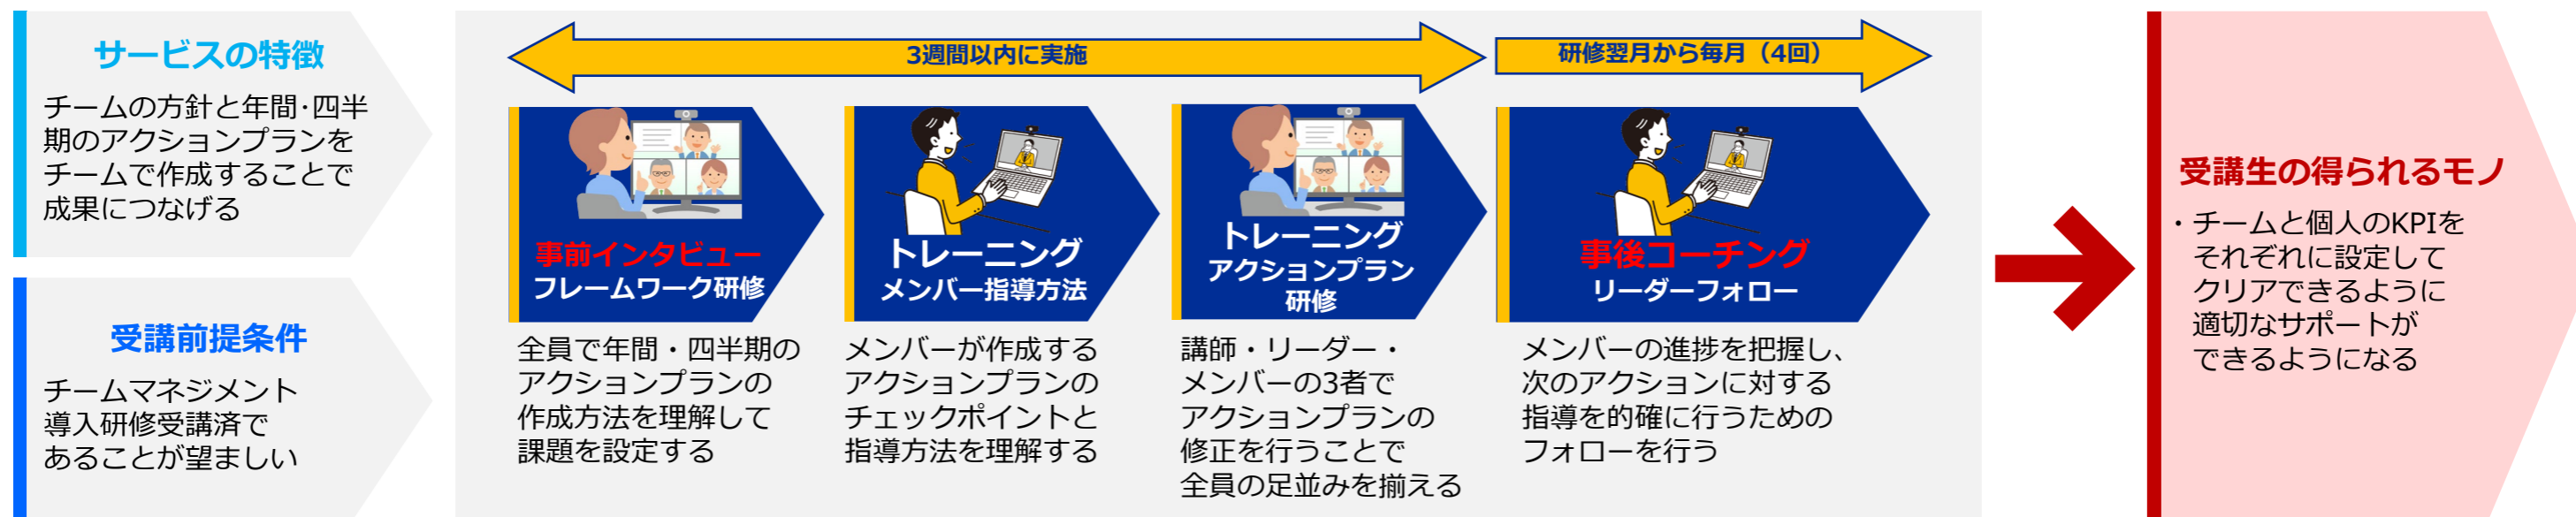 サービスの特徴
チームの方針と年間･四半
期のアクションプランを
チームで作成することで
成果につなげる
受講前提条件
チームマネジメント
導入研修受講済で
あることが望ましい
3週間以内に実施
研修翌月から毎月（4回）
事前インタビュー
フレームワーク研修
全員で年間・四半期の
アクションプランの
作成方法を理解して
課題を設定する
トレーニング
メンバー指導方法
メンバーが作成する
アクションプランの
チェックポイントと
指導方法を理解する
トレーニング
アクションプラン
研修
講師・リーダー・
メンバーの3者で
アクションプランの
修正を行うことで
全員の足並みを揃える
事後コーチング
リーダーフォロー
メンバーの進捗を把握し、
次のアクションに対する
指導を的確に行うための
フォローを行う
受講生の得られるモノ
・チームと個人のKPIを
それぞれに設定して
クリアできるように
適切なサポートが
できるようになる